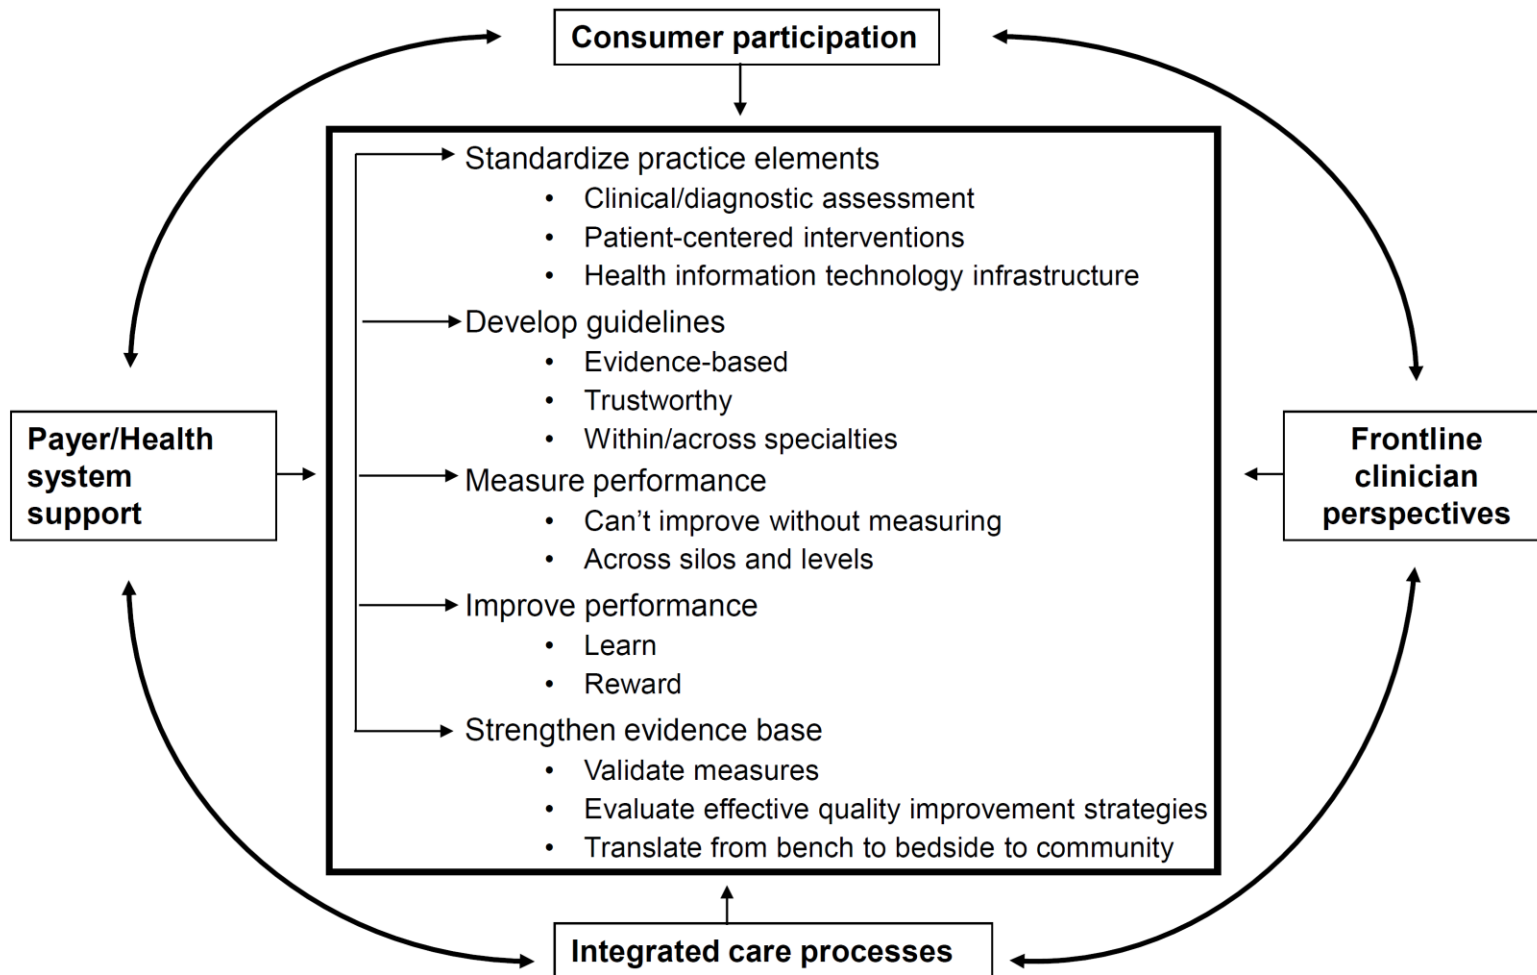 Consumer participation
Standardize practice elements
• Clinical/diagnostic assessment
• Patient-centered interventions
• Health information technology infrastructure
Develop guidelines
• Evidence-based
• Trustworthy
• Within/across specialties
Measure performance
• Can’t improve without measuring
• Across silos and levels
Improve performance
• Learn
• Reward
Strengthen evidence base
• Validate measures
• Evaluate effective quality improvement strategies
• Translate from bench to bedside to community
Payer/Health
system
support
Frontline
clinician
perspectives
Integrated care processes